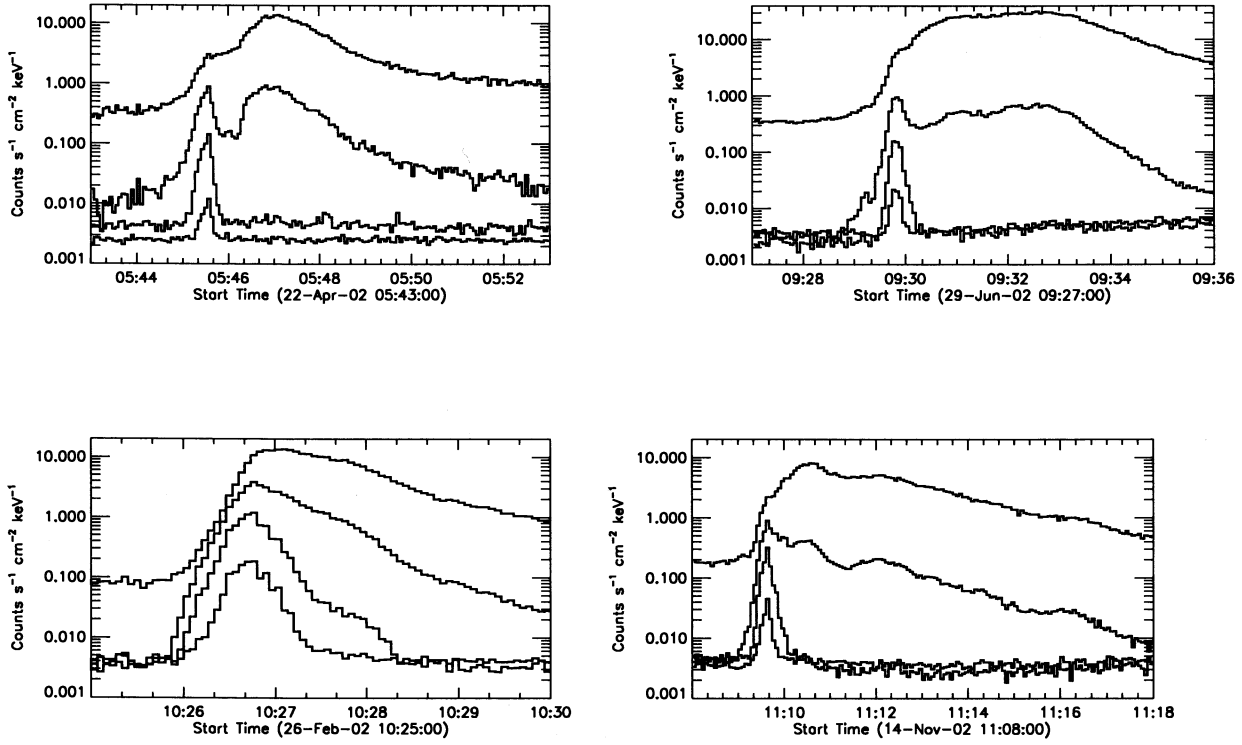 10.000
1.000
0.100
0.010
0.001
Counts s⁻¹ cm⁻² keV⁻¹
05:44 05:46 05:48 05:50 05:52
Start Time (22-Apr-02 05:43:00)
10.000
1.000
0.100
0.010
0.001
Counts s⁻¹ cm⁻² keV⁻¹
09:28 09:30 09:32 09:34 09:36
Start Time (29-Jun-02 09:27:00)
10.000
1.000
0.100
0.010
0.001
Counts s⁻¹ cm⁻² keV⁻¹
10:26 10:27 10:28 10:29 10:30
Start Time (26-Feb-02 10:25:00)
10.000
1.000
0.100
0.010
0.001
Counts s⁻¹ cm⁻² keV⁻¹
11:10 11:12 11:14 11:16 11:18
Start Time (14-Nov-02 11:08:00)